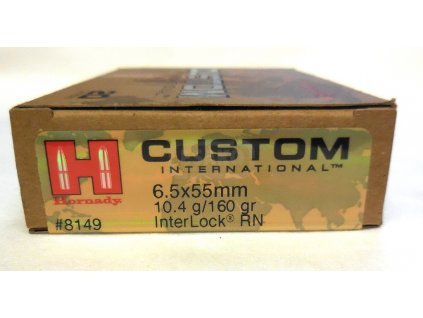 CUSTOM
INTERNATIONAL™
6.5x55mm
10.4 g/160 gr
InterLock® RN
H
Hornady
#8149